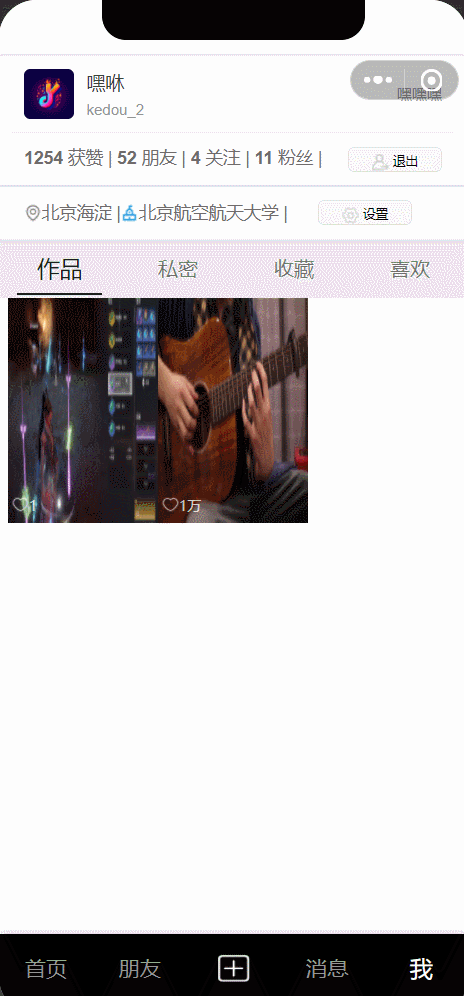 嘿咻
嘿嘿嘿
kedou_2
1254 获赞 | 52 朋友 | 4 关注 | 11 粉丝 |
退出
北京海淀 | 北京航空航天大学 |
设置
作品 私密 收藏 喜欢
1 1万
首页 朋友 消息 我